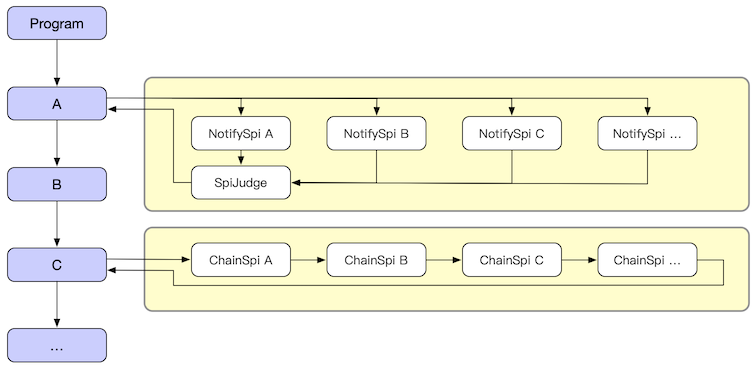 Program
A
NotifySpi A
NotifySpi B
NotifySpi C
NotifySpi ...
SpiJudge
B
C
ChainSpi A
ChainSpi B
ChainSpi C
ChainSpi ...
...